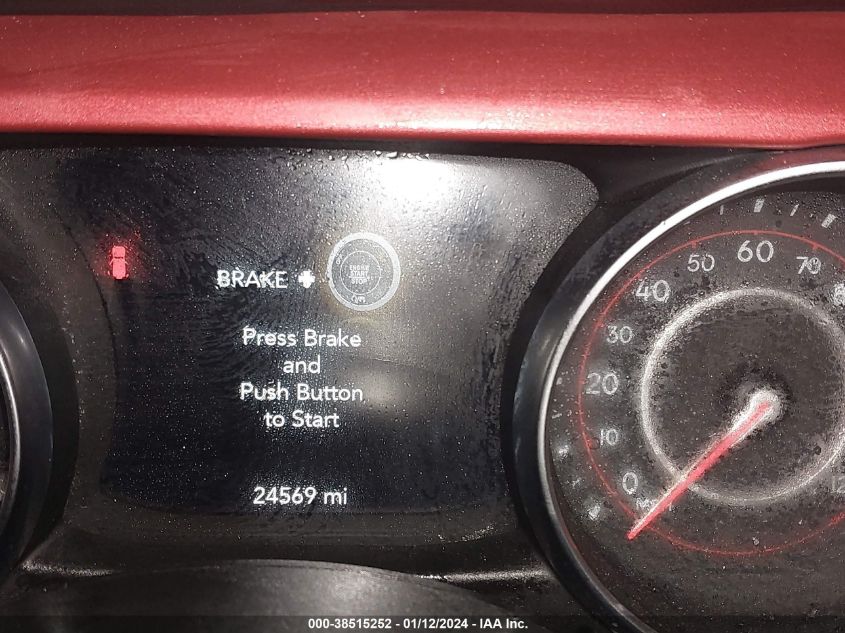 BRAKE +
ENGINE
START
STOP
Press Brake
and
Push Button
to Start
24569 mi
0
10
20
30
40
50
60
70
000-38515252 - 01/12/2024 - IAA Inc.